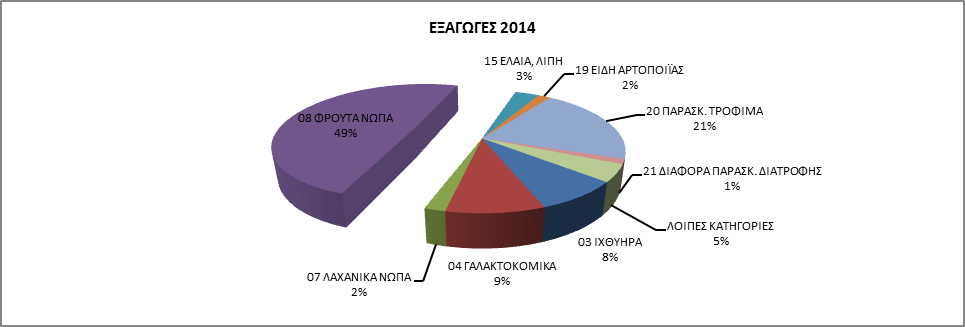 ΕΞΑΓΩΓΕΣ 2014
15 ΕΛΑΙΑ, ΛΙΠΗ
3%
19 ΕΙΔΗ ΑΡΤΟΠΟΙΪΑΣ
2%
20 ΠΑΡΑΣΚ. ΤΡΟΦΙΜΑ
21%
21 ΔΙΑΦΟΡΑ ΠΑΡΑΣΚ. ΔΙΑΤΡΟΦΗΣ
1%
ΛΟΙΠΕΣ ΚΑΤΗΓΟΡΙΕΣ
5%
03 ΙΧΘΥΗΡΑ
8%
04 ΓΑΛΑΚΤΟΚΟΜΙΚΑ
9%
07 ΛΑΧΑΝΙΚΑ ΝΩΠΑ
2%
08 ΦΡΟΥΤΑ ΝΩΠΑ
49%